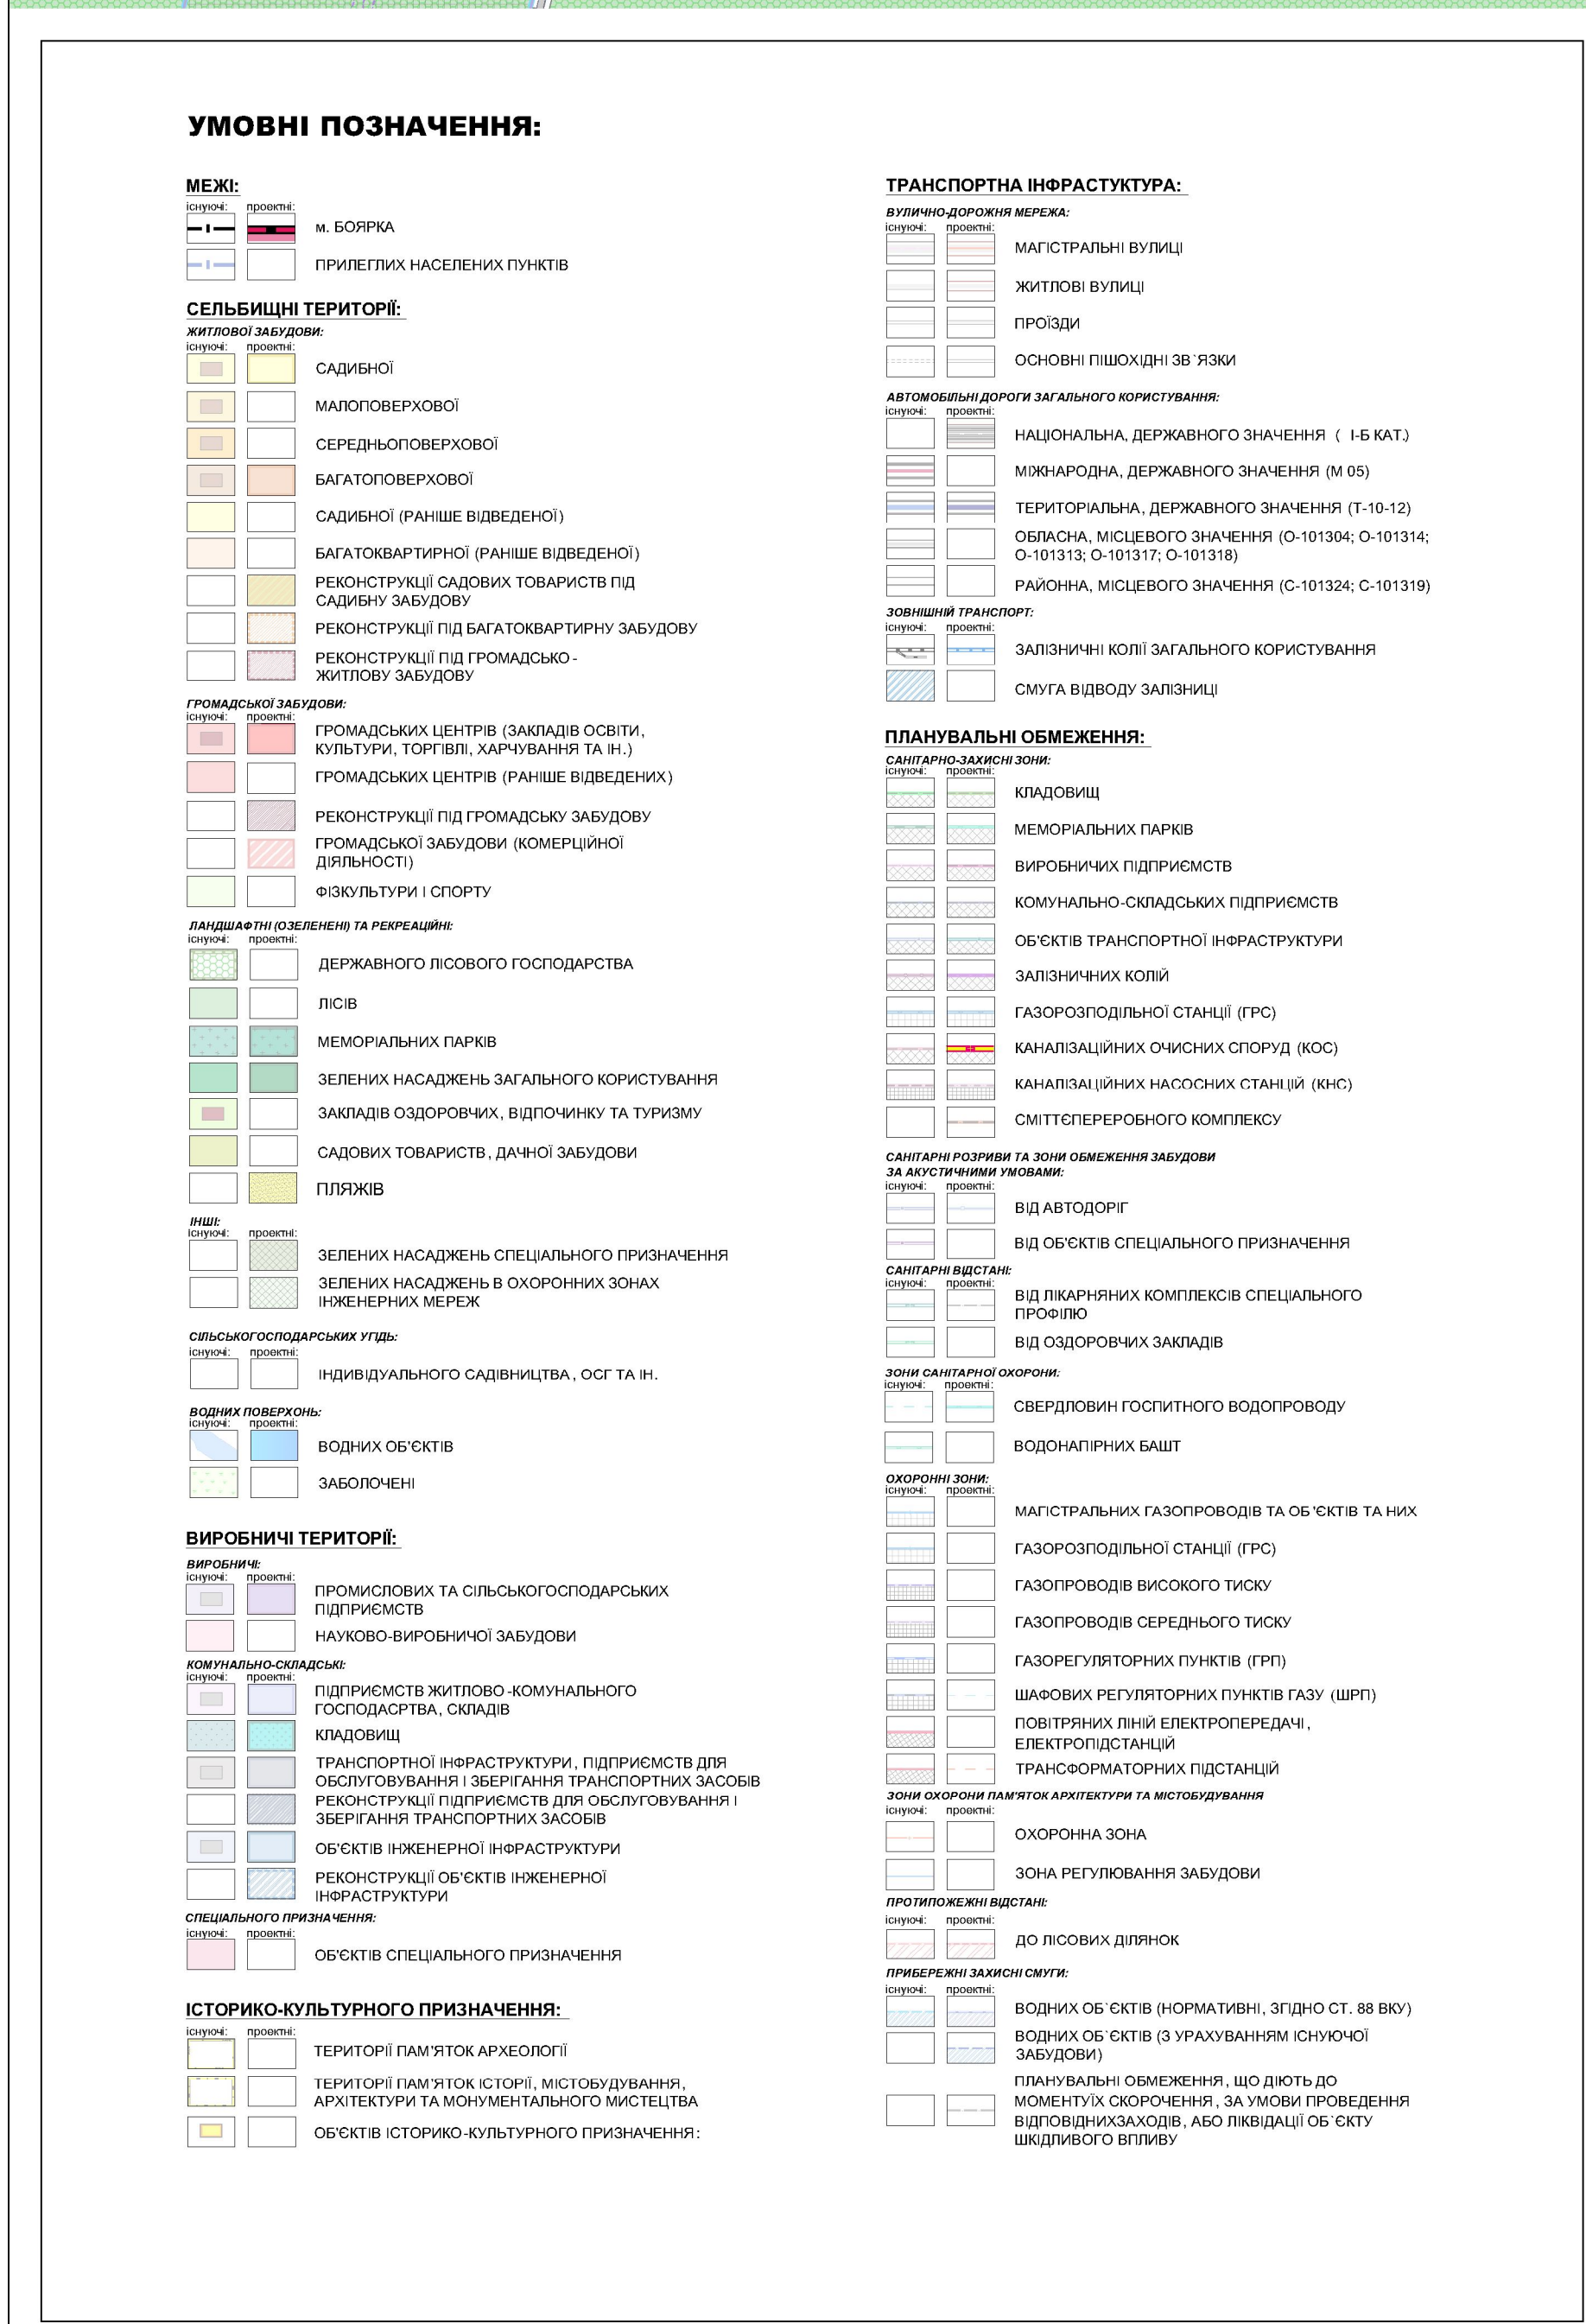 УМОВНІ ПОЗНАЧЕННЯ:
МЕЖІ:
існуючі: проектні:
м. БОЯРКА
ПРИЛЕГЛИХ НАСЕЛЕНИХ ПУНКТІВ
СЕЛЬБИЩНІ ТЕРИТОРІЇ:
ЖИТЛОВОЇ ЗАБУДОВИ:
існуючі: проектні:
САДИБНОЇ
МАЛОПОВЕРХОВОЇ
СЕРЕДНЬОПОВЕРХОВОЇ
БАГАТОПОВЕРХОВОЇ
САДИБНОЇ (РАНІШЕ ВІДВЕДЕНОЇ)
БАГАТОКВАРТИРНОЇ (РАНІШЕ ВІДВЕДЕНОЇ)
РЕКОНСТРУКЦІЇ САДОВИХ ТОВАРИСТВ ПІД
САДИБНУ ЗАБУДОВУ
РЕКОНСТРУКЦІЇ ПІД БАГАТОКВАРТИРНУ ЗАБУДОВУ
РЕКОНСТРУКЦІЇ ПІД ГРОМАДСЬКО-
ЖИТЛОВУ ЗАБУДОВУ
ГРОМАДСЬКОЇ ЗАБУДОВИ:
існуючі: проектні:
ГРОМАДСЬКИХ ЦЕНТРІВ (ЗАКЛАДІВ ОСВІТИ,
КУЛЬТУРИ, ТОРГІВЛІ, ХАРЧУВАННЯ ТА ІН.)
ГРОМАДСЬКИХ ЦЕНТРІВ (РАНІШЕ ВІДВЕДЕНИХ)
РЕКОНСТРУКЦІЇ ПІД ГРОМАДСЬКУ ЗАБУДОВУ
ГРОМАДСЬКОЇ ЗАБУДОВИ (КОМЕРЦІЙНОЇ
ДІЯЛЬНОСТІ)
ФІЗКУЛЬТУРИ І СПОРТУ
ЛАНДШАФТНІ (ОЗЕЛЕНЕНІ) ТА РЕКРЕАЦІЙНІ:
існуючі: проектні:
ДЕРЖАВНОГО ЛІСОВОГО ГОСПОДАРСТВА
ЛІСІВ
МЕМОРІАЛЬНИХ ПАРКІВ
ЗЕЛЕНИХ НАСАДЖЕНЬ ЗАГАЛЬНОГО КОРИСТУВАННЯ
ЗАКЛАДІВ ОЗДОРОВЧИХ, ВІДПОЧИНКУ ТА ТУРИЗМУ
САДОВИХ ТОВАРИСТВ, ДАЧНОЇ ЗАБУДОВИ
ПЛЯЖІВ
ІНШІ:
існуючі: проектні:
ЗЕЛЕНИХ НАСАДЖЕНЬ СПЕЦІАЛЬНОГО ПРИЗНАЧЕННЯ
ЗЕЛЕНИХ НАСАДЖЕНЬ В ОХОРОННИХ ЗОНАХ
ІНЖЕНЕРНИХ МЕРЕЖ
СІЛЬСЬКОГОСПОДАРСЬКИХ УГІДЬ:
існуючі: проектні:
ІНДИВІДУАЛЬНОГО САДІВНИЦТВА, ОСГ ТА ІН.
ВОДНИХ ПОВЕРХОНЬ:
існуючі: проектні:
ВОДНИХ ОБ'ЄКТІВ
ЗАБОЛОЧЕНІ
ВИРОБНИЧІ ТЕРИТОРІЇ:
ВИРОБНИЧІ:
існуючі: проектні:
ПРОМИСЛОВИХ ТА СІЛЬСЬКОГОСПОДАРСЬКИХ
ПІДПРИЄМСТВ
НАУКОВО-ВИРОБНИЧОЇ ЗАБУДОВИ
КОМУНАЛЬНО-СКЛАДСЬКІ:
існуючі: проектні:
ПІДПРИЄМСТВ ЖИТЛОВО-КОМУНАЛЬНОГО
ГОСПОДАСРТВА, СКЛАДІВ
КЛАДОВИЩ
ТРАНСПОРТНОЇ ІНФРАСТРУКТУРИ, ПІДПРИЄМСТВ ДЛЯ
ОБСЛУГОВУВАННЯ І ЗБЕРІГАННЯ ТРАНСПОРТНИХ ЗАСОБІВ
РЕКОНСТРУКЦІЇ ПІДПРИЄМСТВ ДЛЯ ОБСЛУГОВУВАННЯ І
ЗБЕРІГАННЯ ТРАНСПОРТНИХ ЗАСОБІВ
ОБ'ЄКТІВ ІНЖЕНЕРНОЇ ІНФРАСТРУКТУРИ
РЕКОНСТРУКЦІЇ ОБ'ЄКТІВ ІНЖЕНЕРНОЇ
ІНФРАСТРУКТУРИ
СПЕЦІАЛЬНОГО ПРИЗНАЧЕННЯ:
існуючі: проектні:
ОБ'ЄКТІВ СПЕЦІАЛЬНОГО ПРИЗНАЧЕННЯ
ІСТОРИКО-КУЛЬТУРНОГО ПРИЗНАЧЕННЯ:
існуючі: проектні:
ТЕРИТОРІЇ ПАМ'ЯТОК АРХЕОЛОГІЇ
ТЕРИТОРІЇ ПАМ'ЯТОК ІСТОРІЇ, МІСТОБУДУВАННЯ,
АРХІТЕКТУРИ ТА МОНУМЕНТАЛЬНОГО МИСТЕЦТВА
ОБ'ЄКТІВ ІСТОРИКО-КУЛЬТУРНОГО ПРИЗНАЧЕННЯ:
ТРАНСПОРТНА ІНФРАСТУКТУРА:
ВУЛИЧНО-ДОРОЖНЯ МЕРЕЖА:
існуючі: проектні:
МАГІСТРАЛЬНІ ВУЛИЦІ
ЖИТЛОВІ ВУЛИЦІ
ПРОЇЗДИ
ОСНОВНІ ПІШОХІДНІ ЗВ`ЯЗКИ
АВТОМОБІЛЬНІ ДОРОГИ ЗАГАЛЬНОГО КОРИСТУВАННЯ:
існуючі: проектні:
НАЦІОНАЛЬНА, ДЕРЖАВНОГО ЗНАЧЕННЯ ( І-Б КАТ.)
МІЖНАРОДНА, ДЕРЖАВНОГО ЗНАЧЕННЯ (М 05)
ТЕРИТОРІАЛЬНА, ДЕРЖАВНОГО ЗНАЧЕННЯ (Т-10-12)
ОБЛАСНА, МІСЦЕВОГО ЗНАЧЕННЯ (О-101304; О-101314;
О-101313; О-101317; О-101318)
РАЙОННА, МІСЦЕВОГО ЗНАЧЕННЯ (С-101324; С-101319)
ЗОВНІШНІЙ ТРАНСПОРТ:
існуючі: проектні:
ЗАЛІЗНИЧНІ КОЛІЇ ЗАГАЛЬНОГО КОРИСТУВАННЯ
СМУГА ВІДВОДУ ЗАЛІЗНИЦІ
ПЛАНУВАЛЬНІ ОБМЕЖЕННЯ:
САНІТАРНО-ЗАХИСНІ ЗОНИ:
існуючі: проектні:
КЛАДОВИЩ
МЕМОРІАЛЬНИХ ПАРКІВ
ВИРОБНИЧИХ ПІДПРИЄМСТВ
КОМУНАЛЬНО-СКЛАДСЬКИХ ПІДПРИЄМСТВ
ОБ'ЄКТІВ ТРАНСПОРТНОЇ ІНФРАСТРУКТУРИ
ЗАЛІЗНИЧНИХ КОЛІЙ
ГАЗОРОЗПОДІЛЬНОЇ СТАНЦІЇ (ГРС)
КАНАЛІЗАЦІЙНИХ ОЧИСНИХ СПОРУД (КОС)
КАНАЛІЗАЦІЙНИХ НАСОСНИХ СТАНЦІЙ (КНС)
СМІТТЄПЕРЕРОБНОГО КОМПЛЕКСУ
САНІТАРНІ РОЗРИВИ ТА ЗОНИ ОБМЕЖЕННЯ ЗАБУДОВИ
ЗА АКУСТИЧНИМИ УМОВАМИ:
існуючі: проектні:
ВІД АВТОДОРІГ
ВІД ОБ'ЄКТІВ СПЕЦІАЛЬНОГО ПРИЗНАЧЕННЯ
САНІТАРНІ ВІДСТАНІ:
існуючі: проектні:
ВІД ЛІКАРНЯНИХ КОМПЛЕКСІВ СПЕЦІАЛЬНОГО
ПРОФІЛЮ
ВІД ОЗДОРОВЧИХ ЗАКЛАДІВ
ЗОНИ САНІТАРНОЇ ОХОРОНИ:
існуючі: проектні:
СВЕРДЛОВИН ГОСПИТНОГО ВОДОПРОВОДУ
ВОДОНАПІРНИХ БАШТ
ОХОРОННІ ЗОНИ:
існуючі: проектні:
МАГІСТРАЛЬНИХ ГАЗОПРОВОДІВ ТА ОБ'ЄКТІВ ТА НИХ
ГАЗОРОЗПОДІЛЬНОЇ СТАНЦІЇ (ГРС)
ГАЗОПРОВОДІВ ВИСОКОГО ТИСКУ
ГАЗОПРОВОДІВ СЕРЕДНЬОГО ТИСКУ
ГАЗОРЕГУЛЯТОРНИХ ПУНКТІВ (ГРП)
ШАФОВИХ РЕГУЛЯТОРНИХ ПУНКТІВ ГАЗУ (ШРП)
ПОВІТРЯНИХ ЛІНІЙ ЕЛЕКТРОПЕРЕДАЧІ,
ЕЛЕКТРОПІДСТАНЦІЙ
ТРАНСФОРМАТОРНИХ ПІДСТАНЦІЙ
ЗОНИ ОХОРОНИ ПАМ'ЯТОК АРХІТЕКТУРИ ТА МІСТОБУДУВАННЯ
існуючі: проектні:
ОХОРОННА ЗОНА
ЗОНА РЕГУЛЮВАННЯ ЗАБУДОВИ
ПРОТИПОЖЕЖНІ ВІДСТАНІ:
існуючі: проектні:
ДО ЛІСОВИХ ДІЛЯНОК
ПРИБЕРЕЖНІ ЗАХИСНІ СМУГИ:
існуючі: проектні:
ВОДНИХ ОБ`ЄКТІВ (НОРМАТИВНІ, ЗГІДНО СТ. 88 ВКУ)
ВОДНИХ ОБ`ЄКТІВ (З УРАХУВАННЯМ ІСНУЮЧОЇ
ЗАБУДОВИ)
ПЛАНУВАЛЬНІ ОБМЕЖЕННЯ, ЩО ДІЮТЬ ДО
МОМЕНТУЇХ СКОРОЧЕННЯ, ЗА УМОВИ ПРОВЕДЕННЯ
ВІДПОВІДНИХЗАХОДІВ, АБО ЛІКВІДАЦІЇ ОБ`ЄКТУ
ШКІДЛИВОГО ВПЛИВУ